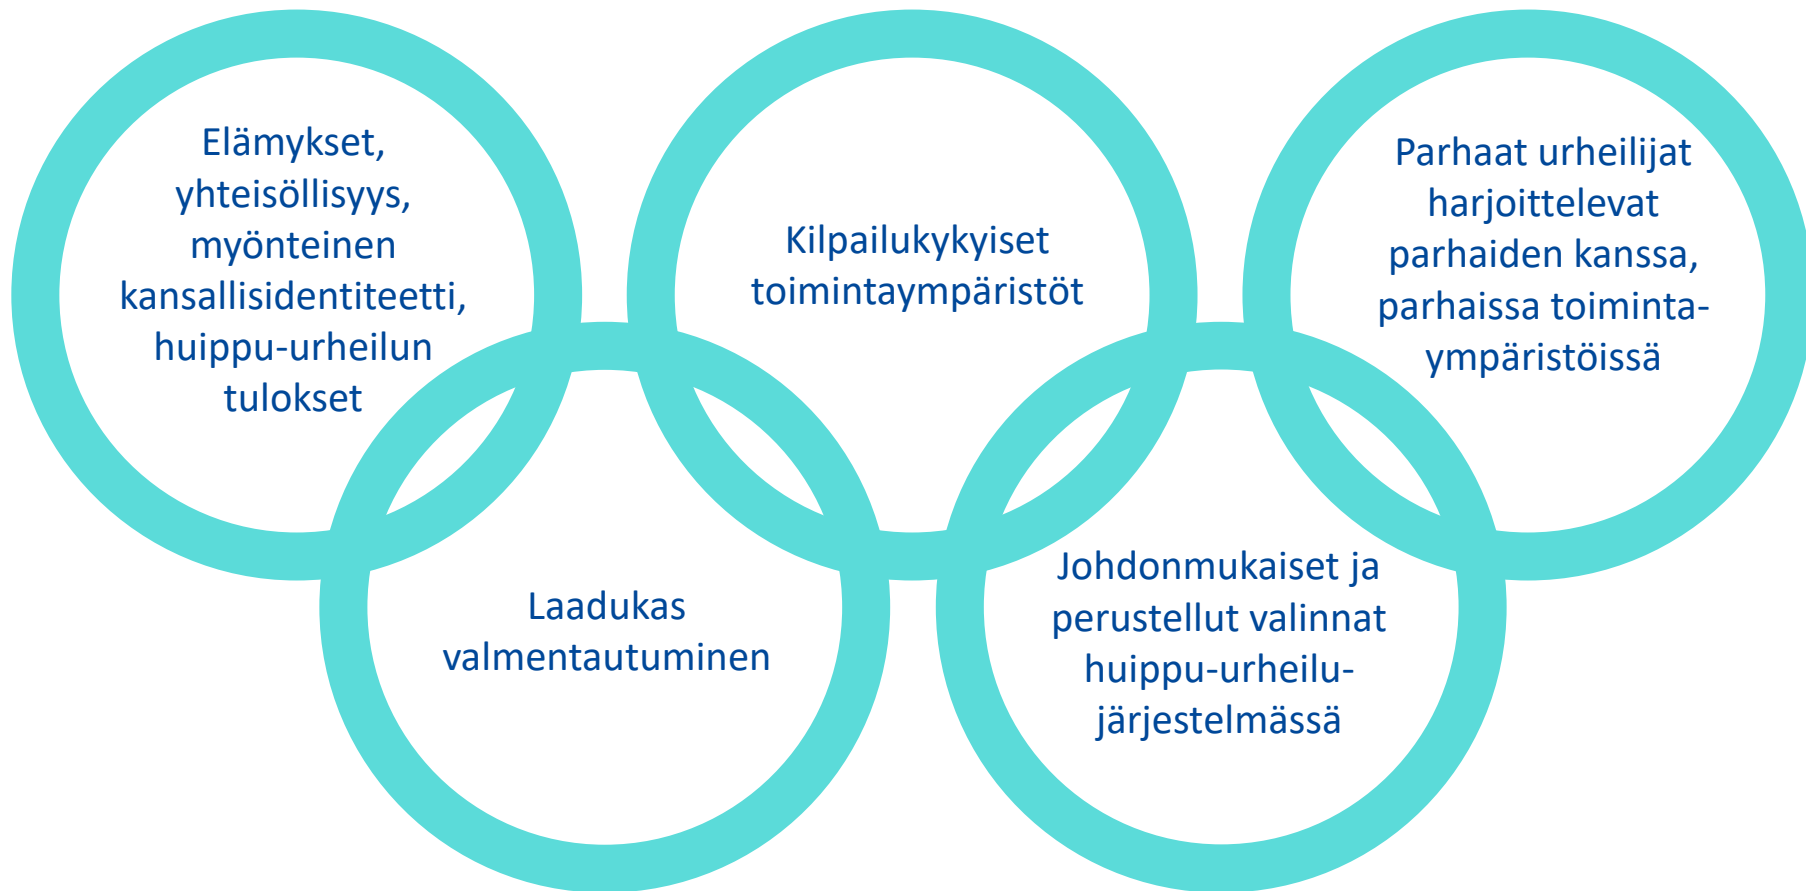 Elämykset,
yhteisöllisyys,
myönteinen
kansallisidentiteetti,
huippu-urheilun
tulokset
Laadukas
valmentautuminen
Kilpailukykyiset
toimintaympäristöt
Johdonmukaiset ja
perustellut valinnat
huippu-urheilu-
järjestelmässä
Parhaat urheilijat
harjoittelevat
parhaiden kanssa,
parhaissa toiminta-
ympäristöissä